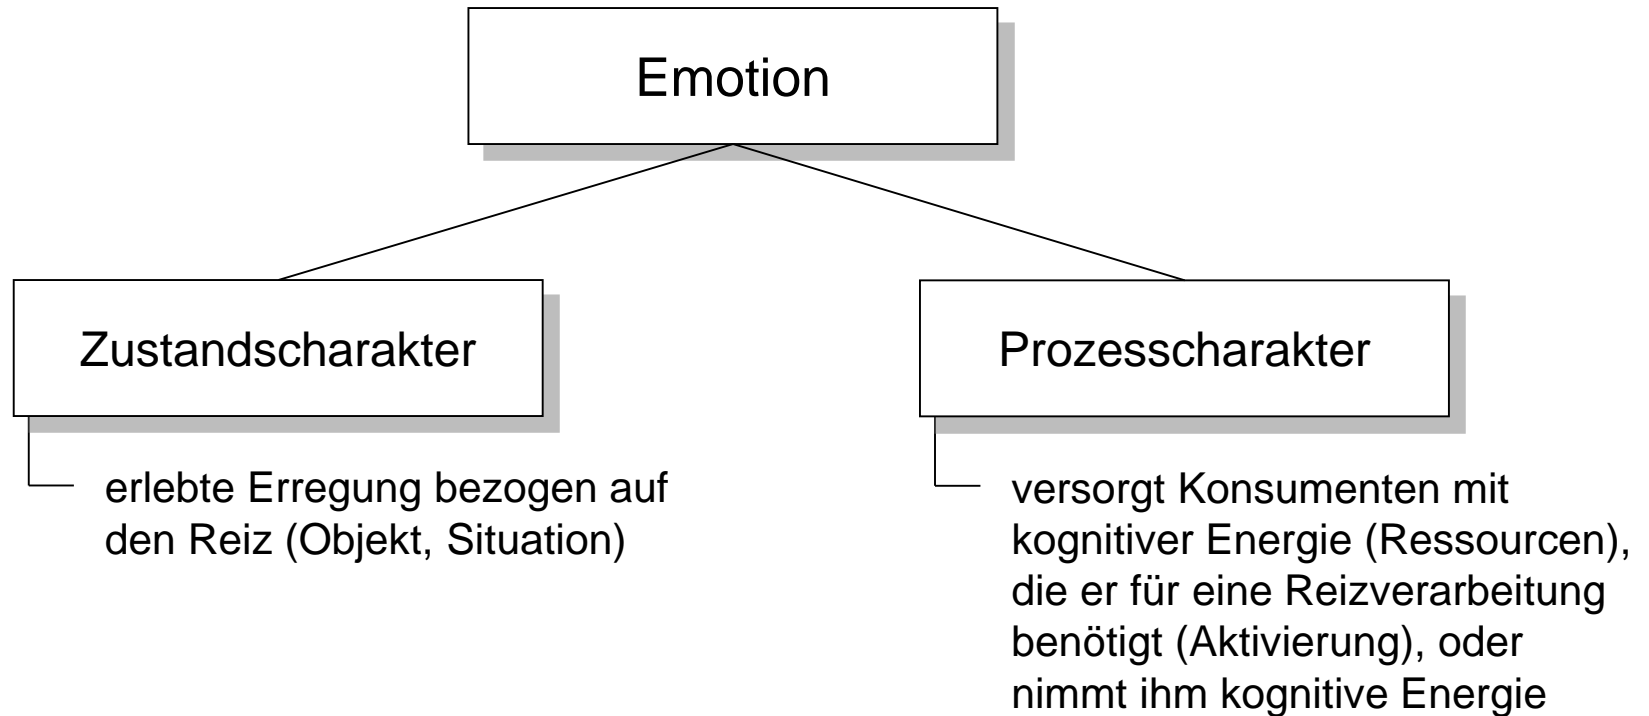 Emotion
Zustandscharakter
erlebte Erregung bezogen auf
den Reiz (Objekt, Situation)
Prozesscharakter
versorgt Konsumenten mit
kognitiver Energie (Ressourcen),
die er für eine Reizverarbeitung
benötigt (Aktivierung), oder
nimmt ihm kognitive Energie